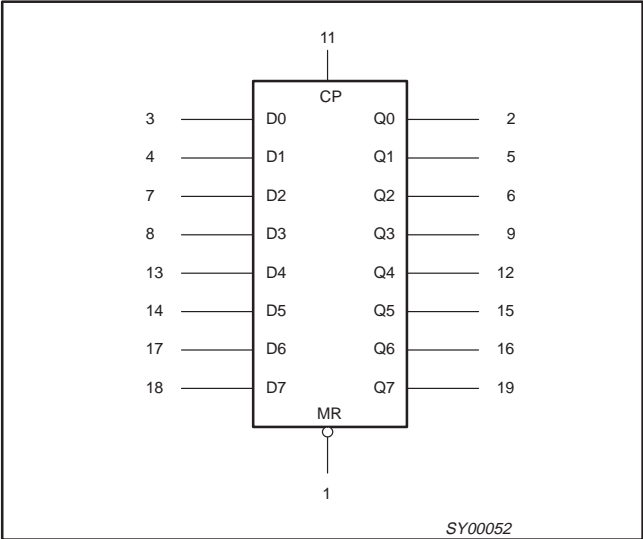 11
CP
3 D0 Q0 2
4 D1 Q1 5
7 D2 Q2 6
8 D3 Q3 9
13 D4 Q4 12
14 D5 Q5 15
17 D6 Q6 16
18 D7 Q7 19
MR
1
SY00052